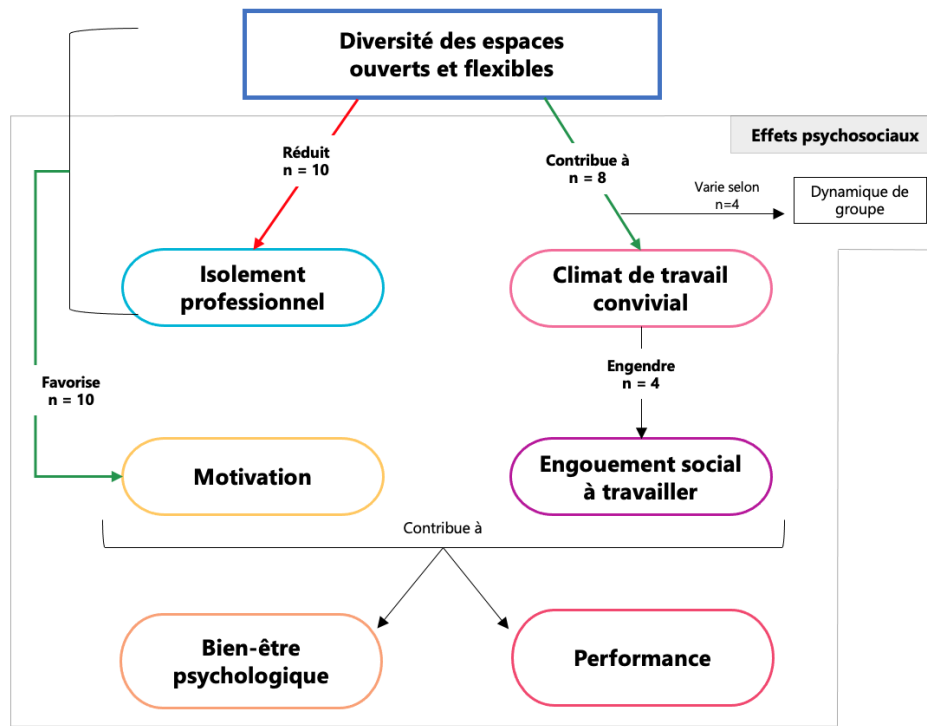 Diversité des espaces
ouverts et flexibles
Effets psychosociaux
Réduit
n = 10
Contribue à
n = 8
Varie selon
n=4
Dynamique de
groupe
Isolement
professionnel
Climat de travail
convivial
Favorise
n = 10
Engendre
n = 4
Motivation
Engouement social
à travailler
Contribue à
Bien-être
psychologique
Performance